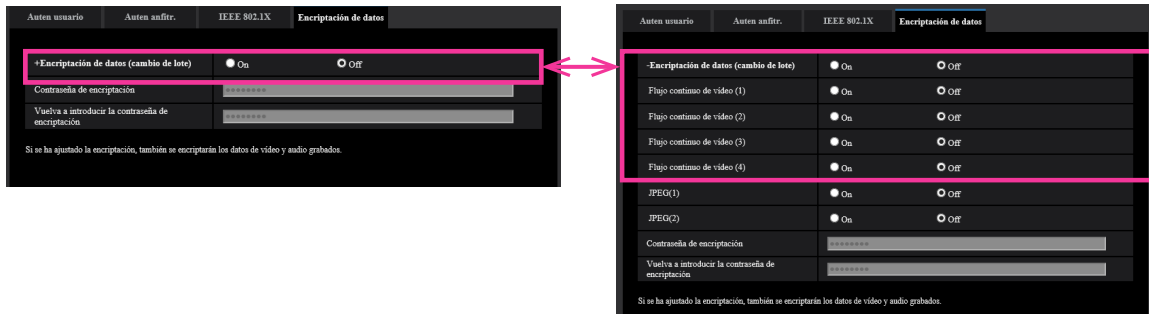 Auten usuario Auten anfitr. IEEE 802.1X Encriptación de datos
+Encriptación de datos (cambio de lote) On Off
Contraseña de encriptación ••••••••
Vuelva a introducir la contraseña de
encriptación ••••••••
Si se ha ajustado la encriptación, también se encriptarán los datos de vídeo y audio grabados.
Auten usuario Auten anfitr. IEEE 802.1X Encriptación de datos
-Encriptación de datos (cambio de lote) On Off
Flujo continuo de vídeo (1) On Off
Flujo continuo de vídeo (2) On Off
Flujo continuo de vídeo (3) On Off
Flujo continuo de vídeo (4) On Off
JPEG(1) On Off
JPEG(2) On Off
Contraseña de encriptación ••••••••
Vuelva a introducir la contraseña de
encriptación ••••••••
Si se ha ajustado la encriptación, también se encriptarán los datos de vídeo y audio grabados.